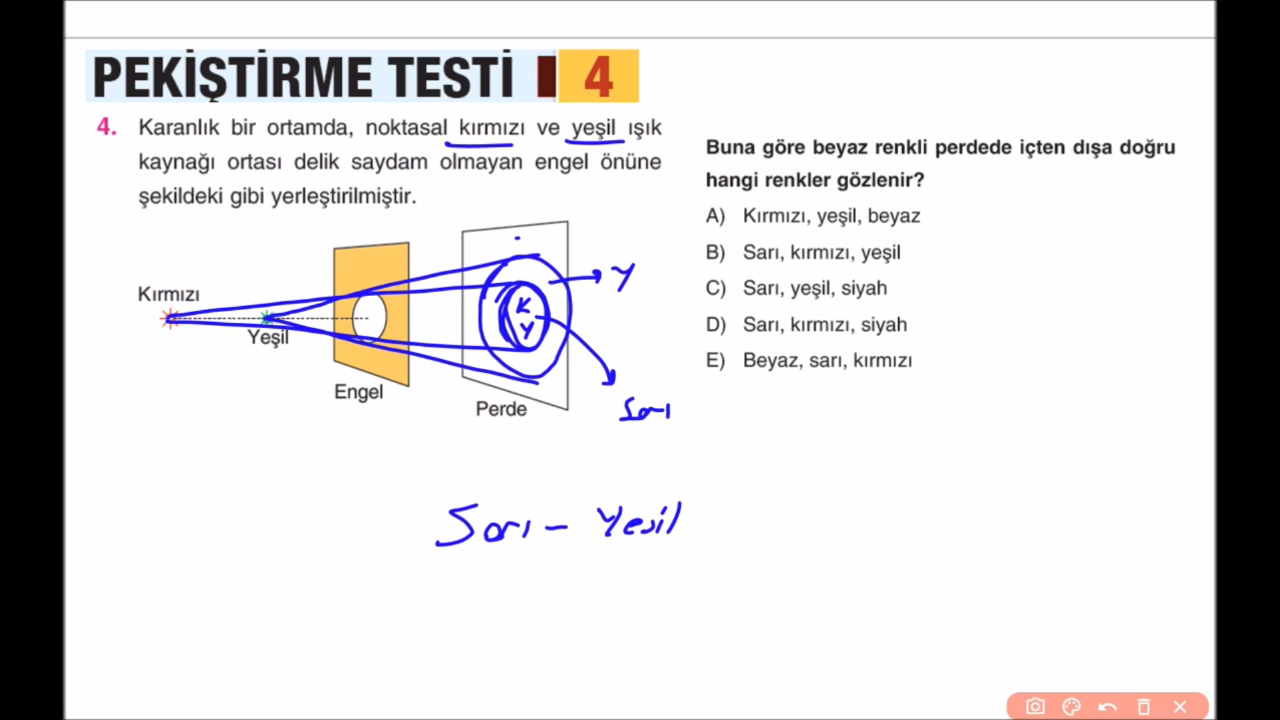 PEKİŞTİRME TESTİ 4
4. Karanlık bir ortamda, noktasal kırmızı ve yeşil ışık
kaynağı ortası delik saydam olmayan engel önüne
şekildeki gibi yerleştirilmiştir.
Kırmızı
Yeşil
Engel
Perde
K
Y
Y
Sarı
Sarı - Yeşil
Buna göre beyaz renkli perdede içten dışa doğru
hangi renkler gözlenir?
A) Kırmızı, yeşil, beyaz
B) Sarı, kırmızı, yeşil
C) Sarı, yeşil, siyah
D) Sarı, kırmızı, siyah
E) Beyaz, sarı, kırmızı